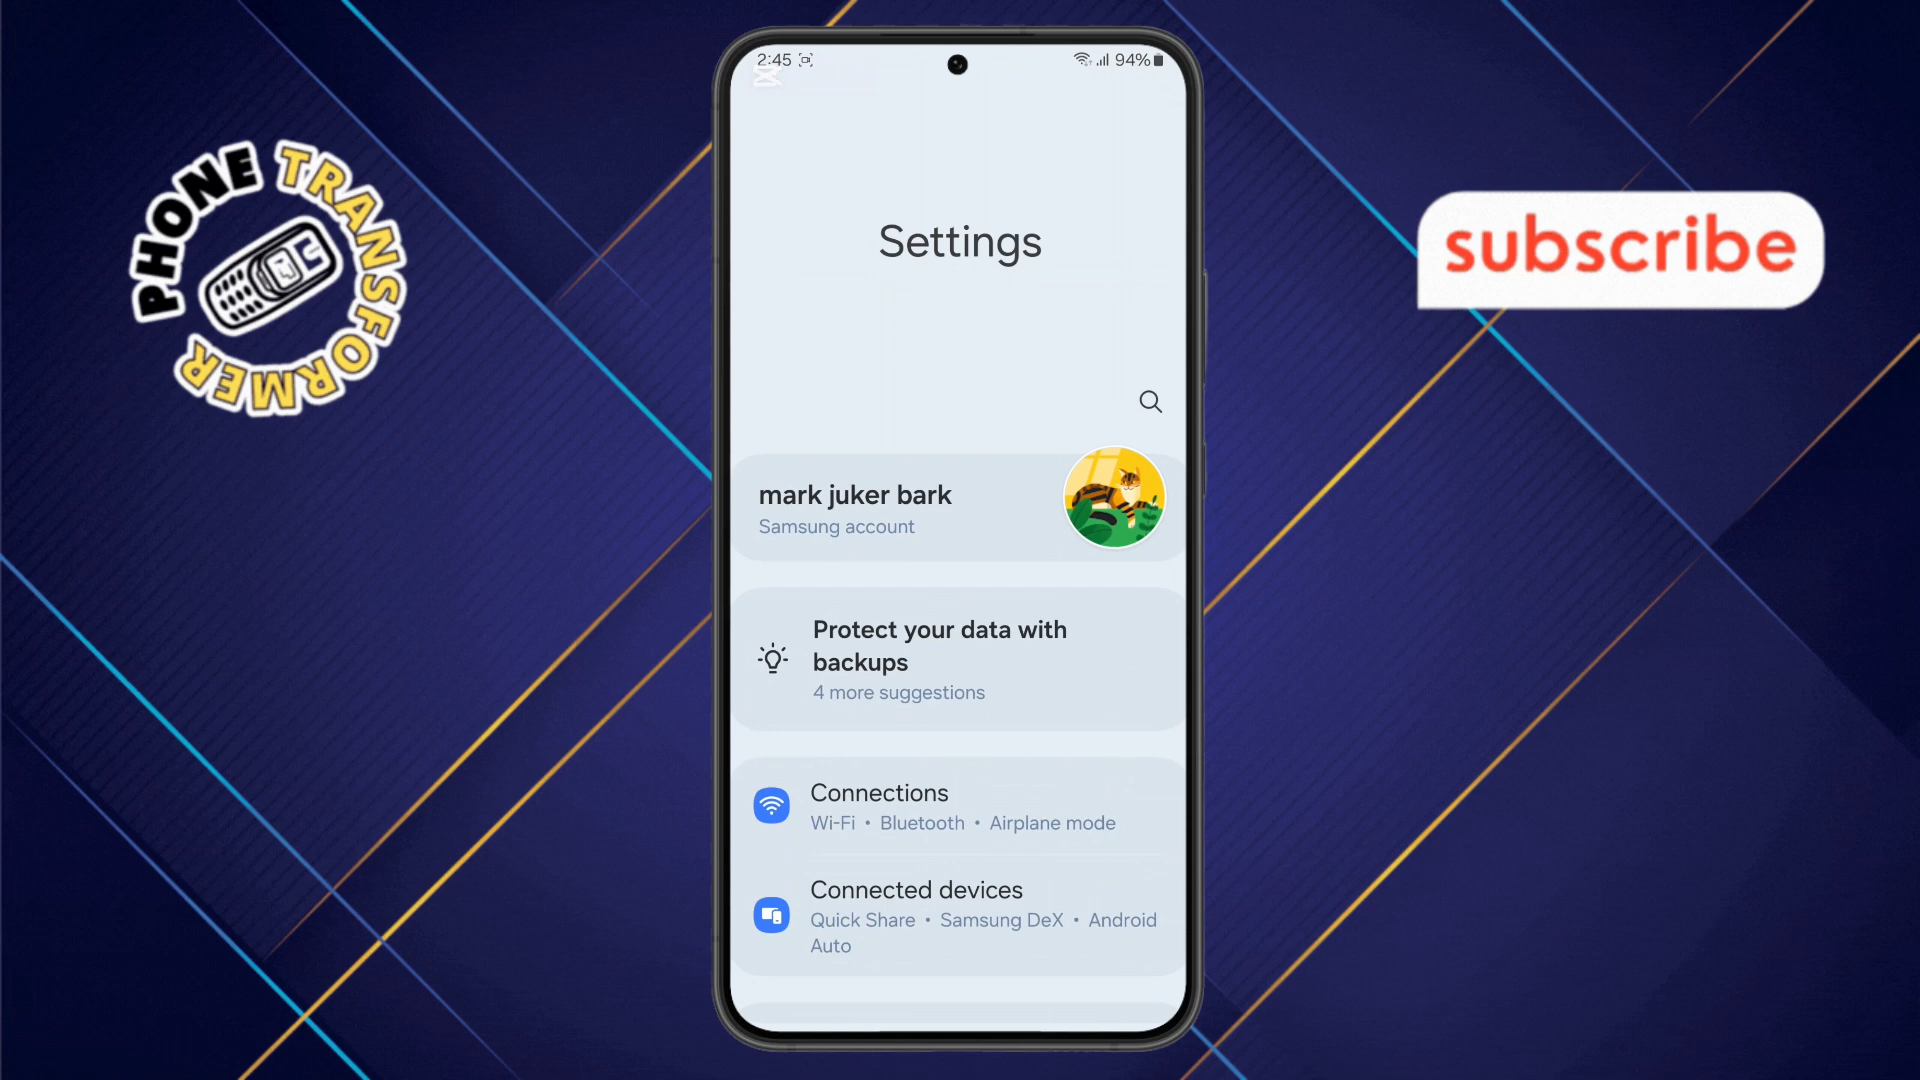 PHONE TRANSFORMER
subscribe
2:45
94%
Settings
mark juker bark
Samsung account
Protect your data with
backups
4 more suggestions
Connections
Wi-Fi • Bluetooth • Airplane mode
Connected devices
Quick Share • Samsung DeX • Android
Auto